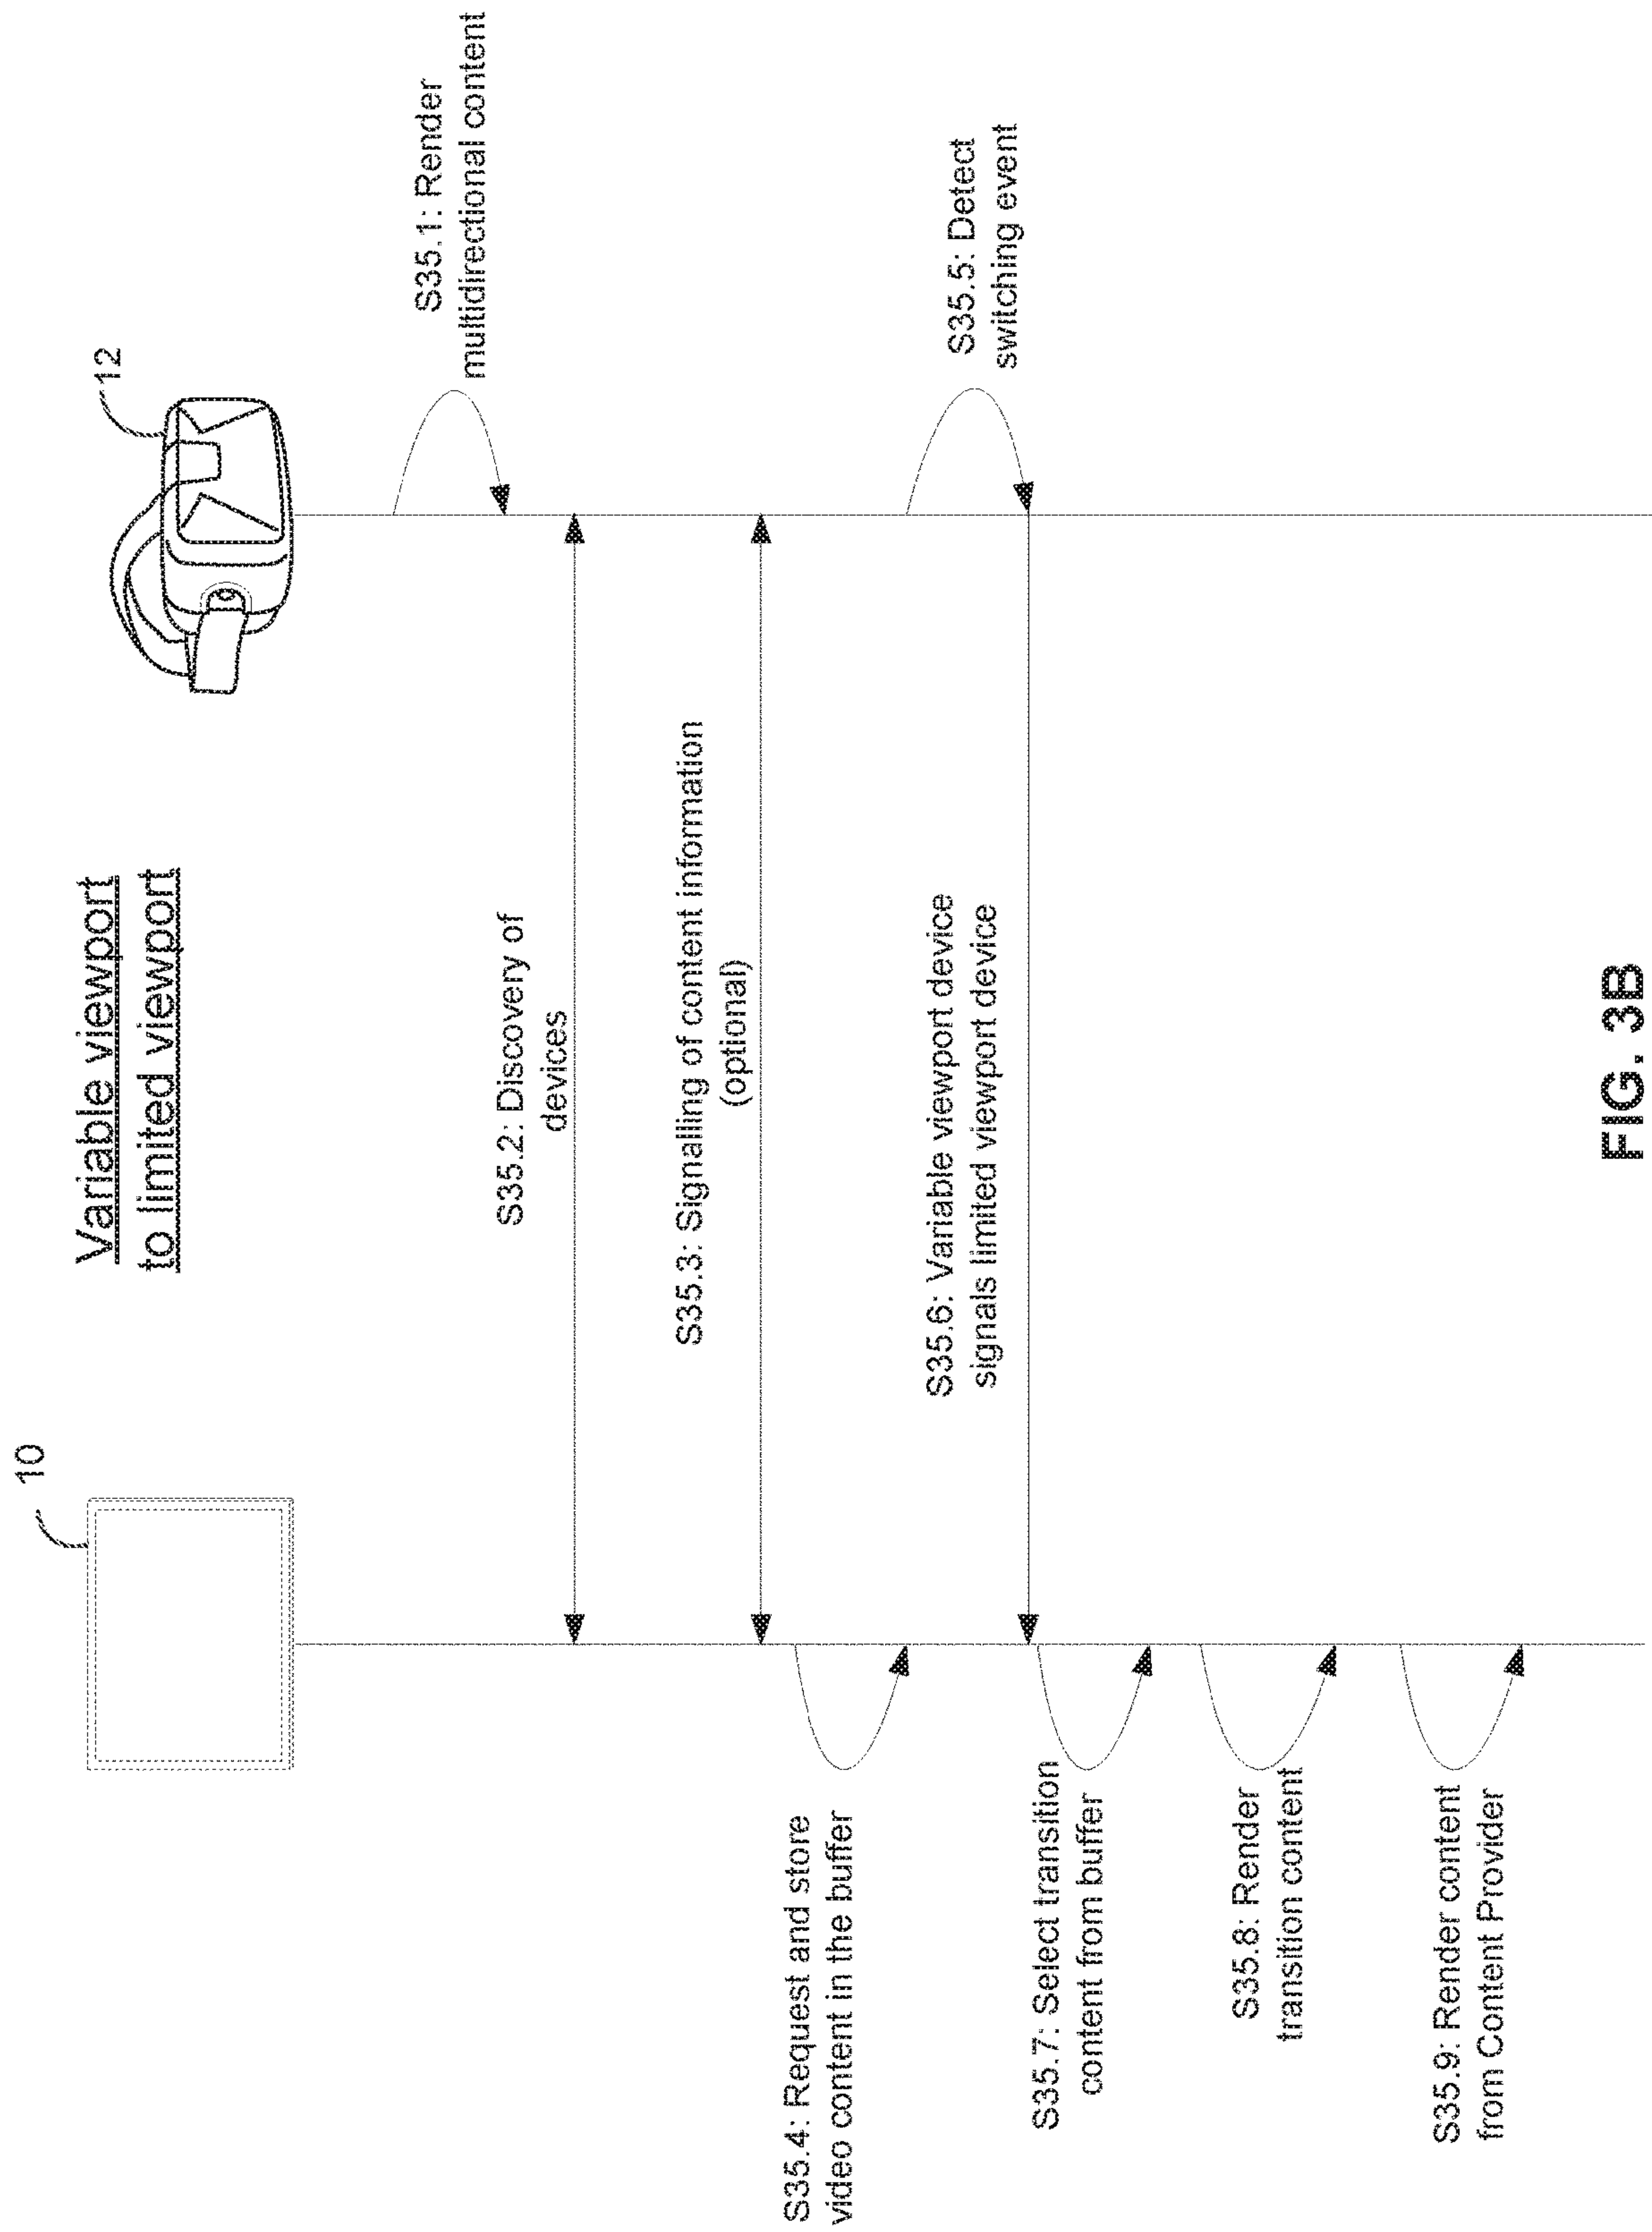 Variable viewport
to limited viewport
10
12
S35.1: Render
multidirectional content
S35.2: Discovery of
devices
S35.3: Signalling of content information
(optional)
S35.4: Request and store
video content in the buffer
S35.5: Detect
switching event
S35.6: Variable viewport device
signals limited viewport device
S35.7: Select transition
content from buffer
S35.8: Render
transition content
S35.9: Render content
from Content Provider
FIG. 3B